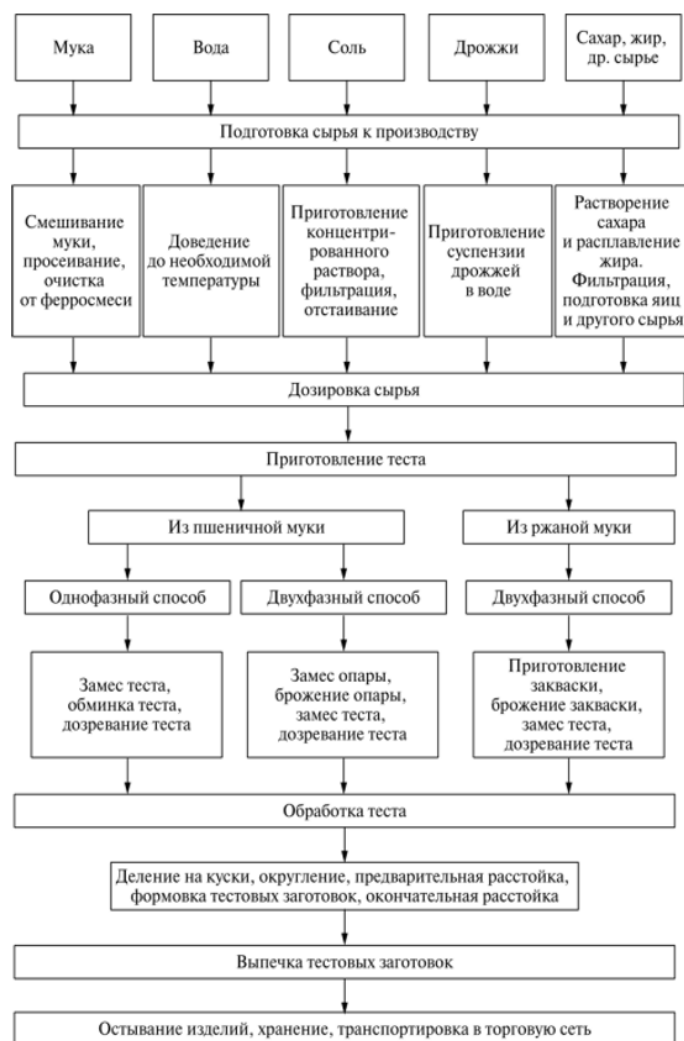 Мука
Вода
Соль
Дрожжи
Сахар, жир,
др. сырье
Подготовка сырья к производству
Смешивание
муки,
просеивание,
очистка
от ферросмеси
Доведение
до необходимой
температуры
Приготовление
концентри-
рованного
раствора,
фильтрация,
отстаивание
Приготовление
суспензии
дрожжей
в воде
Растворение
сахара
и расплавление
жира.
Фильтрация,
подготовка яиц
и другого сырья
Дозировка сырья
Приготовление теста
Из пшеничной муки
Из ржаной муки
Однофазный способ
Двухфазный способ
Двухфазный способ
Замес теста,
обминка теста,
дозревание теста
Замес опары,
брожение опары,
замес теста,
дозревание теста
Приготовление
закваски,
брожение закваски,
замес теста,
дозревание теста
Обработка теста
Деление на куски, округление, предварительная расстойка,
формовка тестовых заготовок, окончательная расстойка
Выпечка тестовых заготовок
Остывание изделий, хранение, транспортировка в торговую сеть